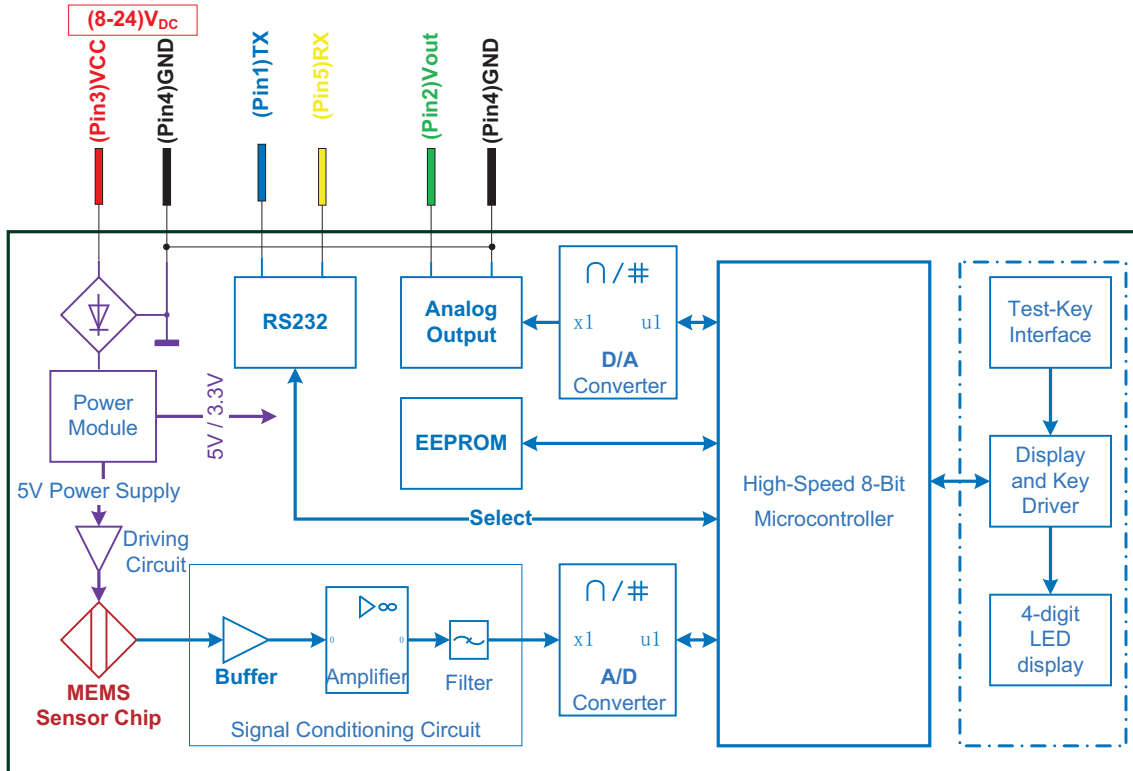 (8-24)VDC
(Pin3)VCC
(Pin4)GND
(Pin1)TX
(Pin5)RX
(Pin2)Vout
(Pin4)GND
RS232
Analog
Output
∩/#
x1 u1
D/A
Converter
Test-Key
Interface
Power
Module
5V / 3.3V
EEPROM
High-Speed 8-Bit
Microcontroller
Display
and Key
Driver
5V Power Supply
Select
Driving
Circuit
▷∞
0 0
Buffer
Amplifier
Filter
∩/#
x1 u1
A/D
Converter
4-digit
LED
display
MEMS
Sensor Chip
Signal Conditioning Circuit